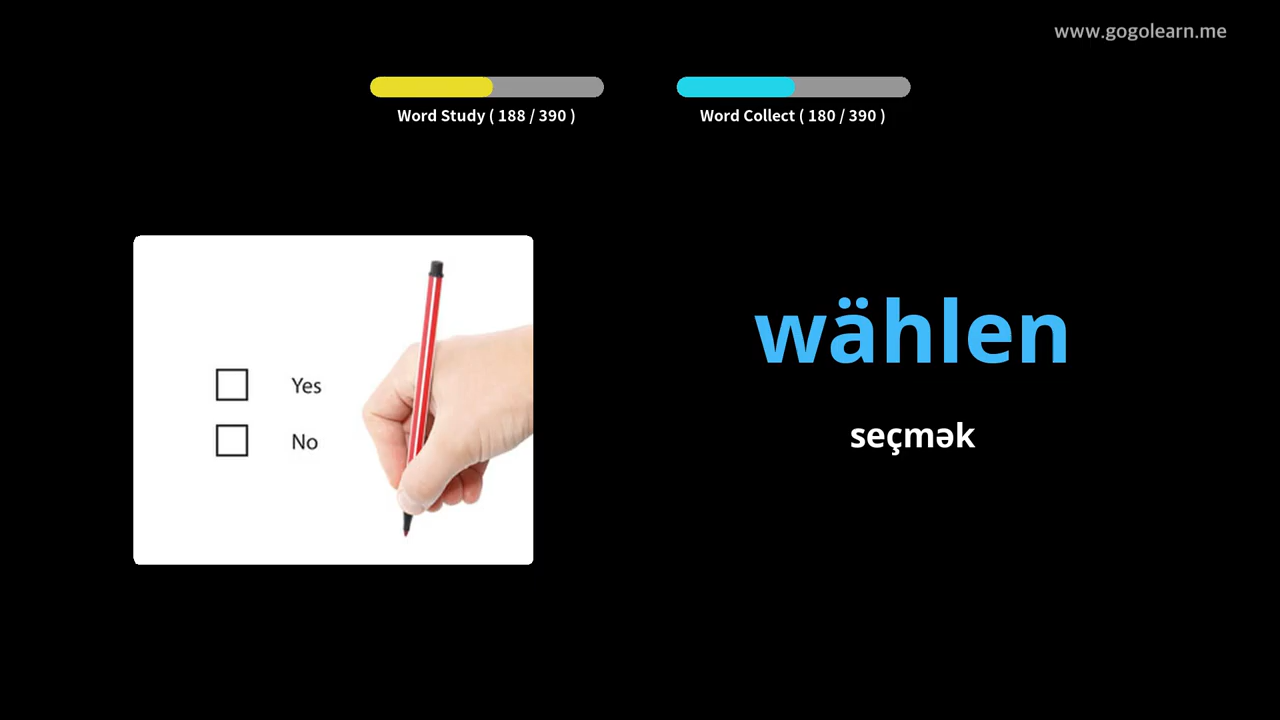 www.gogolearn.me
Word Study ( 188 / 390 )
Word Collect ( 180 / 390 )
Yes
No
wählen
seçmək